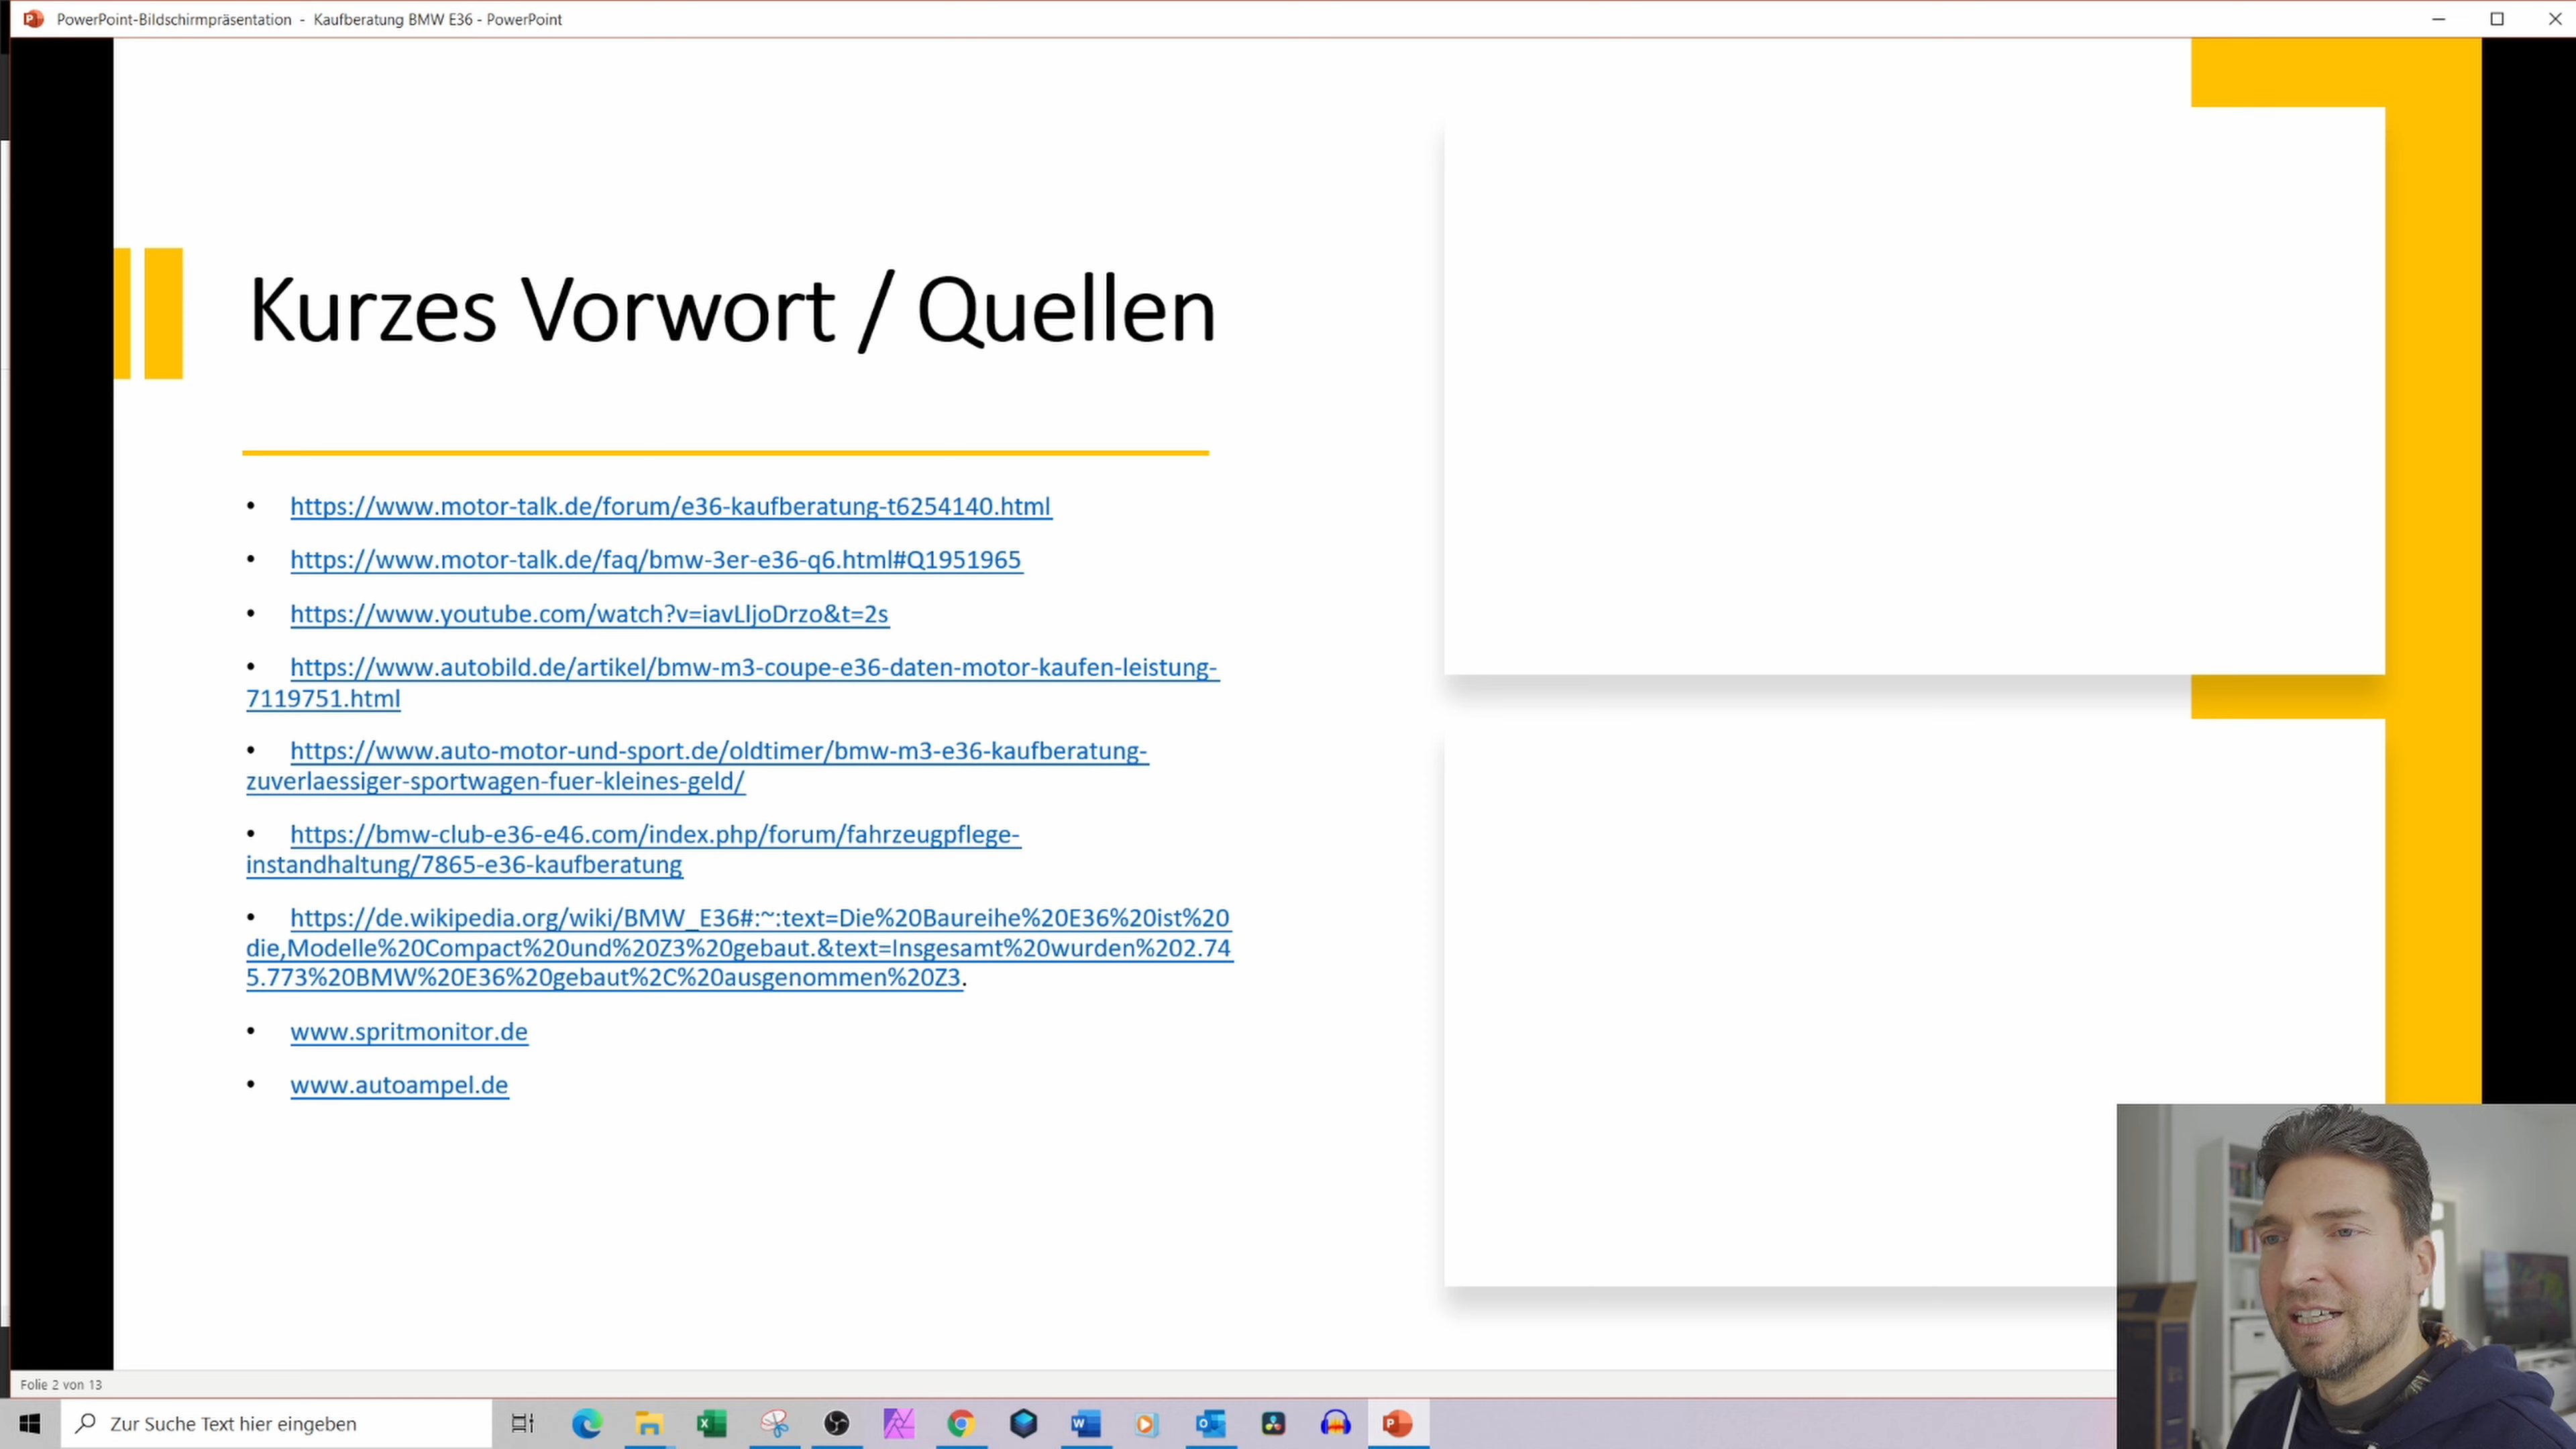 PowerPoint-Bildschirmpräsentation - Kaufberatung BMW E36 - PowerPoint
Kurzes Vorwort / Quellen
• https://www.motor-talk.de/forum/e36-kaufberatung-t6254140.html
• https://www.motor-talk.de/faq/bmw-3er-e36-q6.html#Q1951965
• https://www.youtube.com/watch?v=iavLljoDrzo&t=2s
• https://www.autobild.de/artikel/bmw-m3-coupe-e36-daten-motor-kaufen-leistung-
7119751.html
• https://www.auto-motor-und-sport.de/oldtimer/bmw-m3-e36-kaufberatung-
zuverlaessiger-sportwagen-fuer-kleines-geld/
• https://bmw-club-e36-e46.com/index.php/forum/fahrzeugpflege-
instandhaltung/7865-e36-kaufberatung
• https://de.wikipedia.org/wiki/BMW_E36#:~:text=Die%20Baureihe%20E36%20ist%20
die,Modelle%20Compact%20und%20Z3%20gebaut.&text=Insgesamt%20wurden%202.74
5.773%20BMW%20E36%20gebaut%2C%20ausgenommen%20Z3.
• www.spritmonitor.de
• www.autoampel.de
Folie 2 von 13
Zur Suche Text hier eingeben